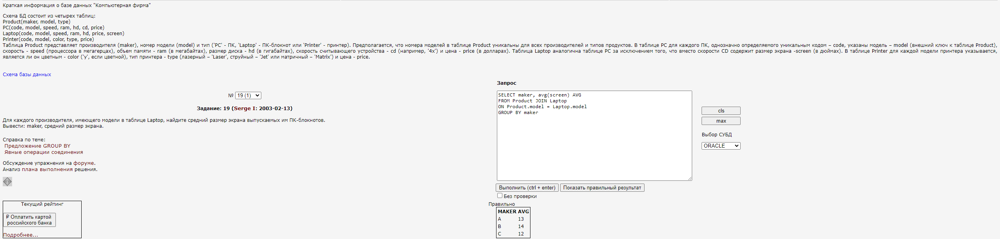 Краткая информация о базе данных "Компьютерная фирма"
Схема БД состоит из четырех таблиц:
Product(maker, model, type)
PC(code, model, speed, ram, hd, cd, price)
Laptop(code, model, speed, ram, hd, price, screen)
Printer(code, model, color, type, price)
Таблица Product представляет производителя (maker), номер модели (model) и тип ('PC' - ПК, 'Laptop' - ПК-блокнот или 'Printer' - принтер). Предполагается, что номера моделей в таблице Product уникальны для всех производителей и типов продуктов. В таблице PC для каждого ПК, однозначно определяемого уникальным кодом – code, указаны модель – model (внешний ключ к таблице Product),
скорость - speed (процессора в мегагерцах), объем памяти - ram (в мегабайтах), размер диска - hd (в гигабайтах), скорость считывающего устройства - cd (например, '4x') и цена - price (в долларах). Таблица Laptop аналогична таблице PC за исключением того, что вместо скорости CD содержит размер экрана -screen (в дюймах). В таблице Printer для каждой модели принтера указывается,
является ли он цветным - color ('y', если цветной), тип принтера - type (лазерный – 'Laser', струйный – 'Jet' или матричный – 'Matrix') и цена - price.
Схема базы данных
№ 19 (1)
Задание: 19 (Serge I: 2003-02-13)
Для каждого производителя, имеющего модели в таблице Laptop, найдите средний размер экрана выпускаемых им ПК-блокнотов.
Вывести: maker, средний размер экрана.
Справка по теме:
Предложение GROUP BY
Явные операции соединения
Обсуждение упражнения на форуме.
Анализ плана выполнения решения.
Текущий рейтинг
₽ Оплатить картой
российского банка
Подробнее...
Запрос
SELECT maker, avg(screen) AVG
FROM Product JOIN Laptop
ON Product.model = Laptop.model
GROUP BY maker
cls
max
Выбор СУБД
ORACLE
Выполнить (ctrl + enter) Показать правильный результат
Без проверки
Правильно
MAKER AVG
A 13
B 14
C 12